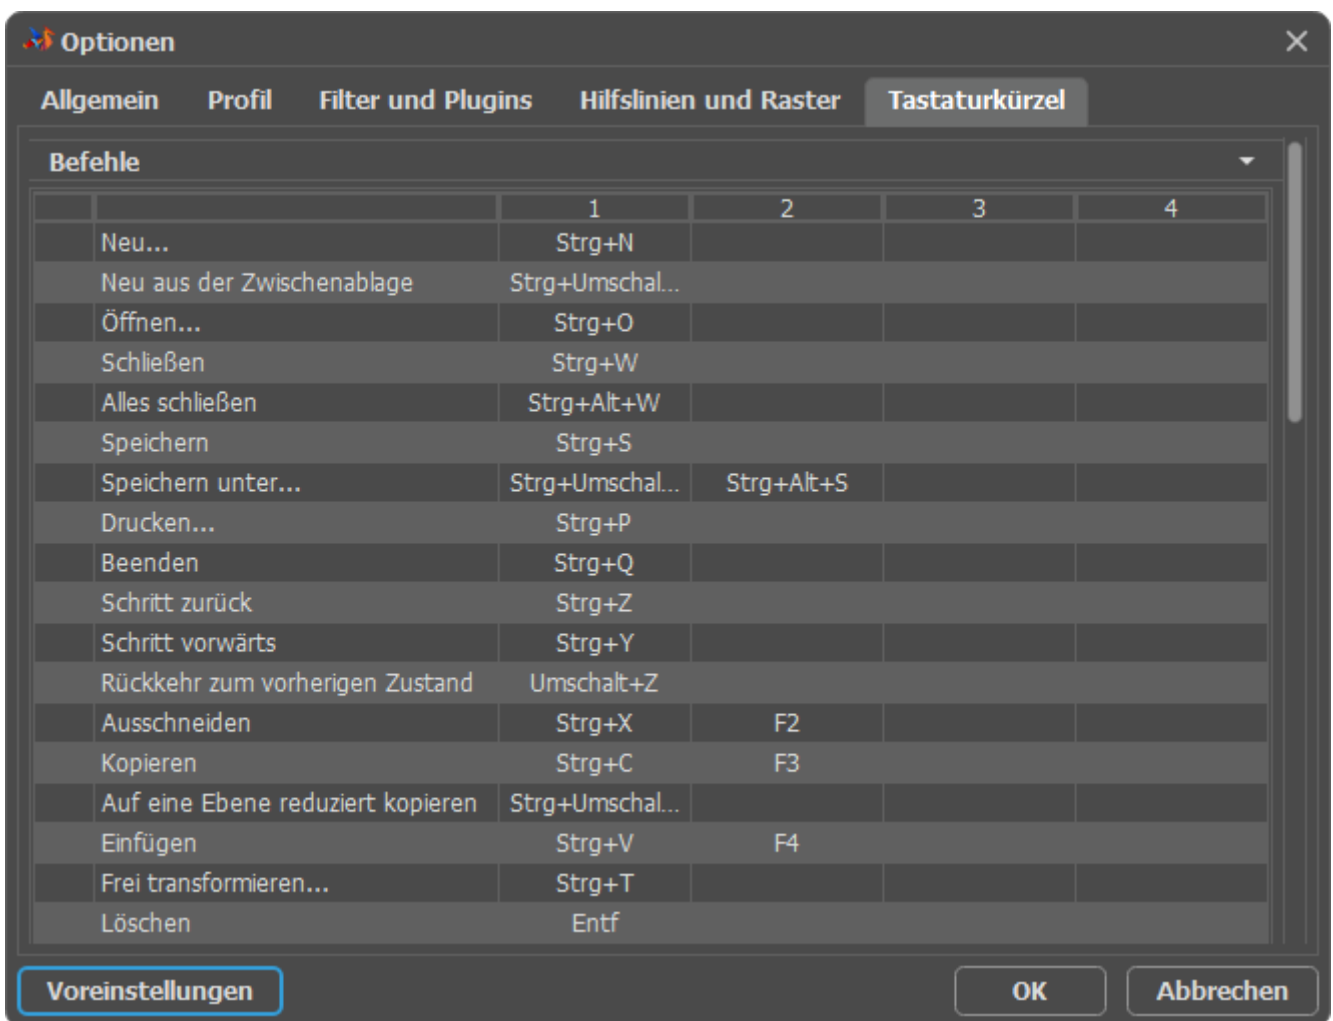 Optionen
Allgemein Profil Filter und Plugins Hilfslinien und Raster Tastaturkürzel
Befehle
1 2 3 4
Neu... Strg+N
Neu aus der Zwischenablage Strg+Umschal...
Öffnen... Strg+O
Schließen Strg+W
Alles schließen Strg+Alt+W
Speichern Strg+S
Speichern unter... Strg+Umschal... Strg+Alt+S
Drucken... Strg+P
Beenden Strg+Q
Schritt zurück Strg+Z
Schritt vorwärts Strg+Y
Rückkehr zum vorherigen Zustand Umschalt+Z
Ausschneiden Strg+X F2
Kopieren Strg+C F3
Auf eine Ebene reduziert kopieren Strg+Umschal...
Einfügen Strg+V F4
Frei transformieren... Strg+T
Löschen Entf
Voreinstellungen OK Abbrechen